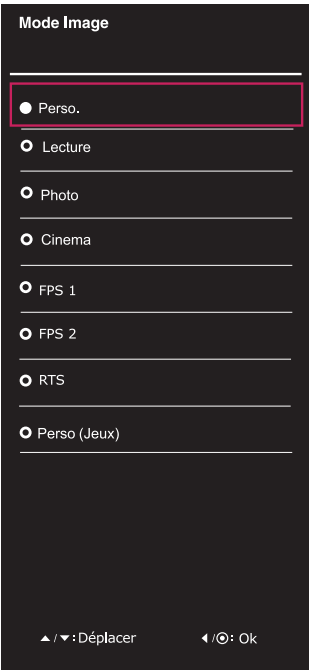 Mode Image
Perso.
Lecture
Photo
Cinema
FPS 1
FPS 2
RTS
Perso (Jeux)
▲/▼:Déplacer ◀/⦿: Ok